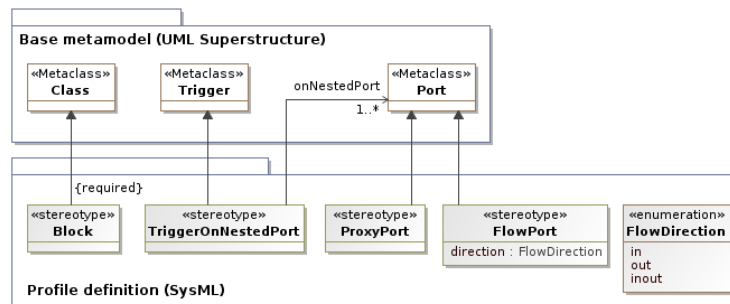 Base metamodel (UML Superstructure)
«Metaclass»
Class
«Metaclass»
Trigger
onNestedPort
1..*
«Metaclass»
Port
{required}
«stereotype»
Block
«stereotype»
TriggerOnNestedPort
«stereotype»
ProxyPort
«stereotype»
FlowPort
direction : FlowDirection
«enumeration»
FlowDirection
in
out
inout
Profile definition (SysML)